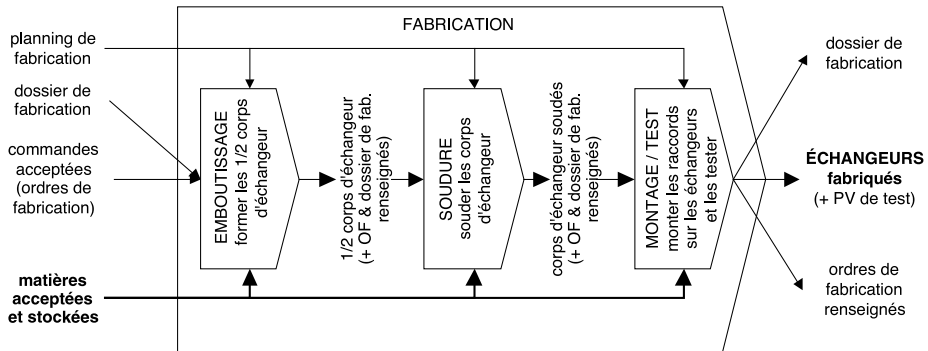 FABRICATION
planning de
fabrication
dossier de
fabrication
commandes
acceptées
(ordres de
fabrication)
matières
acceptées
et stockées
EMBOUTISSAGE
former les 1/2 corps
d'échangeur
1/2 corps d'échangeur
(+ OF & dossier de fab.
renseignés)
SOUDURE
souder les corps
d'échangeur
corps d'échangeur soudés
(+ OF & dossier de fab.
renseignés)
MONTAGE / TEST
monter les raccords
sur les échangeurs
et les tester
dossier de
fabrication
ÉCHANGEURS
fabriqués
(+ PV de test)
ordres de
fabrication
renseignés